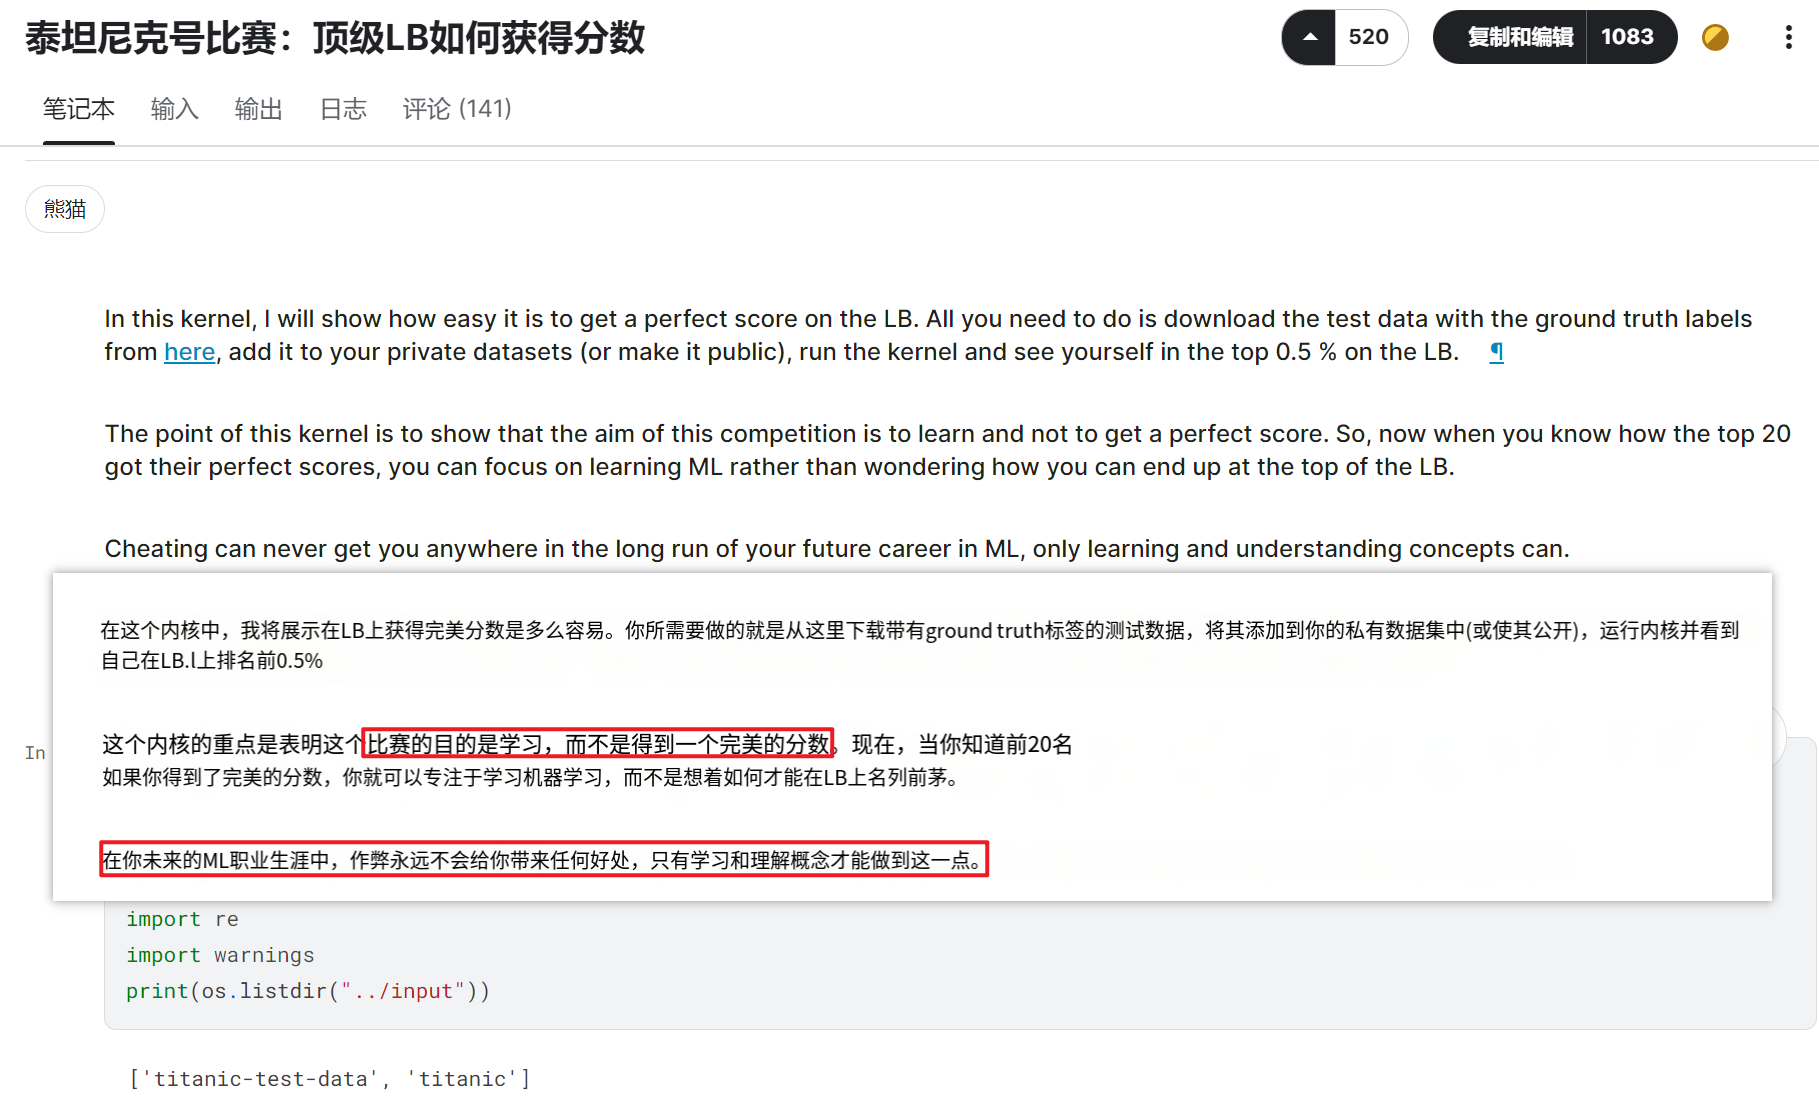 泰坦尼克号比赛：顶级LB如何获得分数
520
复制和编辑 1083
笔记本 输入 输出 日志 评论 (141)
熊猫
In this kernel, I will show how easy it is to get a perfect score on the LB. All you need to do is download the test data with the ground truth labels
from here, add it to your private datasets (or make it public), run the kernel and see yourself in the top 0.5 % on the LB. ¶
The point of this kernel is to show that the aim of this competition is to learn and not to get a perfect score. So, now when you know how the top 20
got their perfect scores, you can focus on learning ML rather than wondering how you can end up at the top of the LB.
Cheating can never get you anywhere in the long run of your future career in ML, only learning and understanding concepts can.
在这个内核中，我将展示在LB上获得完美分数是多么容易。你所需要做的就是从这里下载带有ground truth标签的测试数据，将其添加到你的私有数据集中(或使其公开)，运行内核并看到
自己在LB.l上排名前0.5%
这个内核的重点是表明这个比赛的目的是学习，而不是得到一个完美的分数。现在，当你知道前20名
如果你得到了完美的分数，你就可以专注于学习机器学习，而不是想着如何才能在LB上名列前茅。
In
在你未来的ML职业生涯中，作弊永远不会给你带来任何好处，只有学习和理解概念才能做到这一点。
import re
import warnings
print(os.listdir("../input"))
['titanic-test-data', 'titanic']